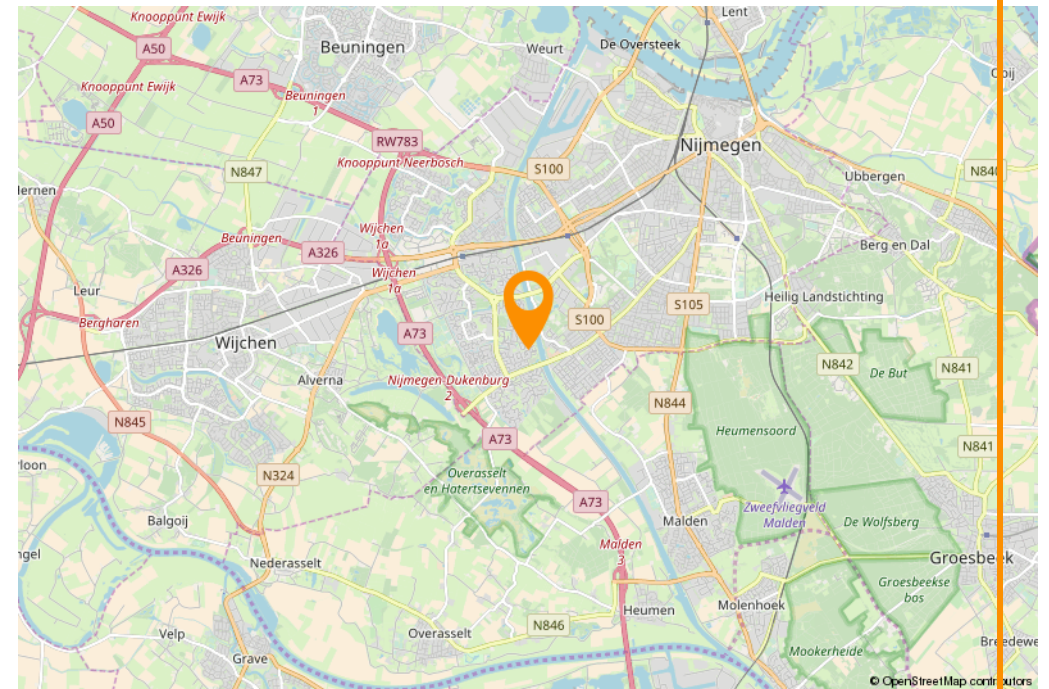 Knooppunt Ewijk
Lent
A50
Beuningen
Weurt
De Oversteek
A73
Knooppunt Ewijk
Beuningen
1
A50
RW783
Nijmegen
Knooppunt Neerbosch
S100
N847
Ubbergen
Wijchen
1a
Beuningen
A326
Berg en Dal
A326
Wijchen
1a
Leur
Heilig Landstichting
S105
Bergharen
S100
A73
Wijchen
N842
N841
De But
Alverna
Nijmegen-Dukenburg
2
N844
N845
Heumensoord
A73
N841
Overasselt
en Hatertsevennen
N324
A73
Zweefvliegveld
Malden
Balgoij
Malden
De Wolfsberg
Malden
3
Nederasselt
Groesbeek
Groesbeekse
bos
Molenhoek
Heumen
N846
Velp
Overasselt
Grave
Mookerheide
© OpenStreetMap contributors